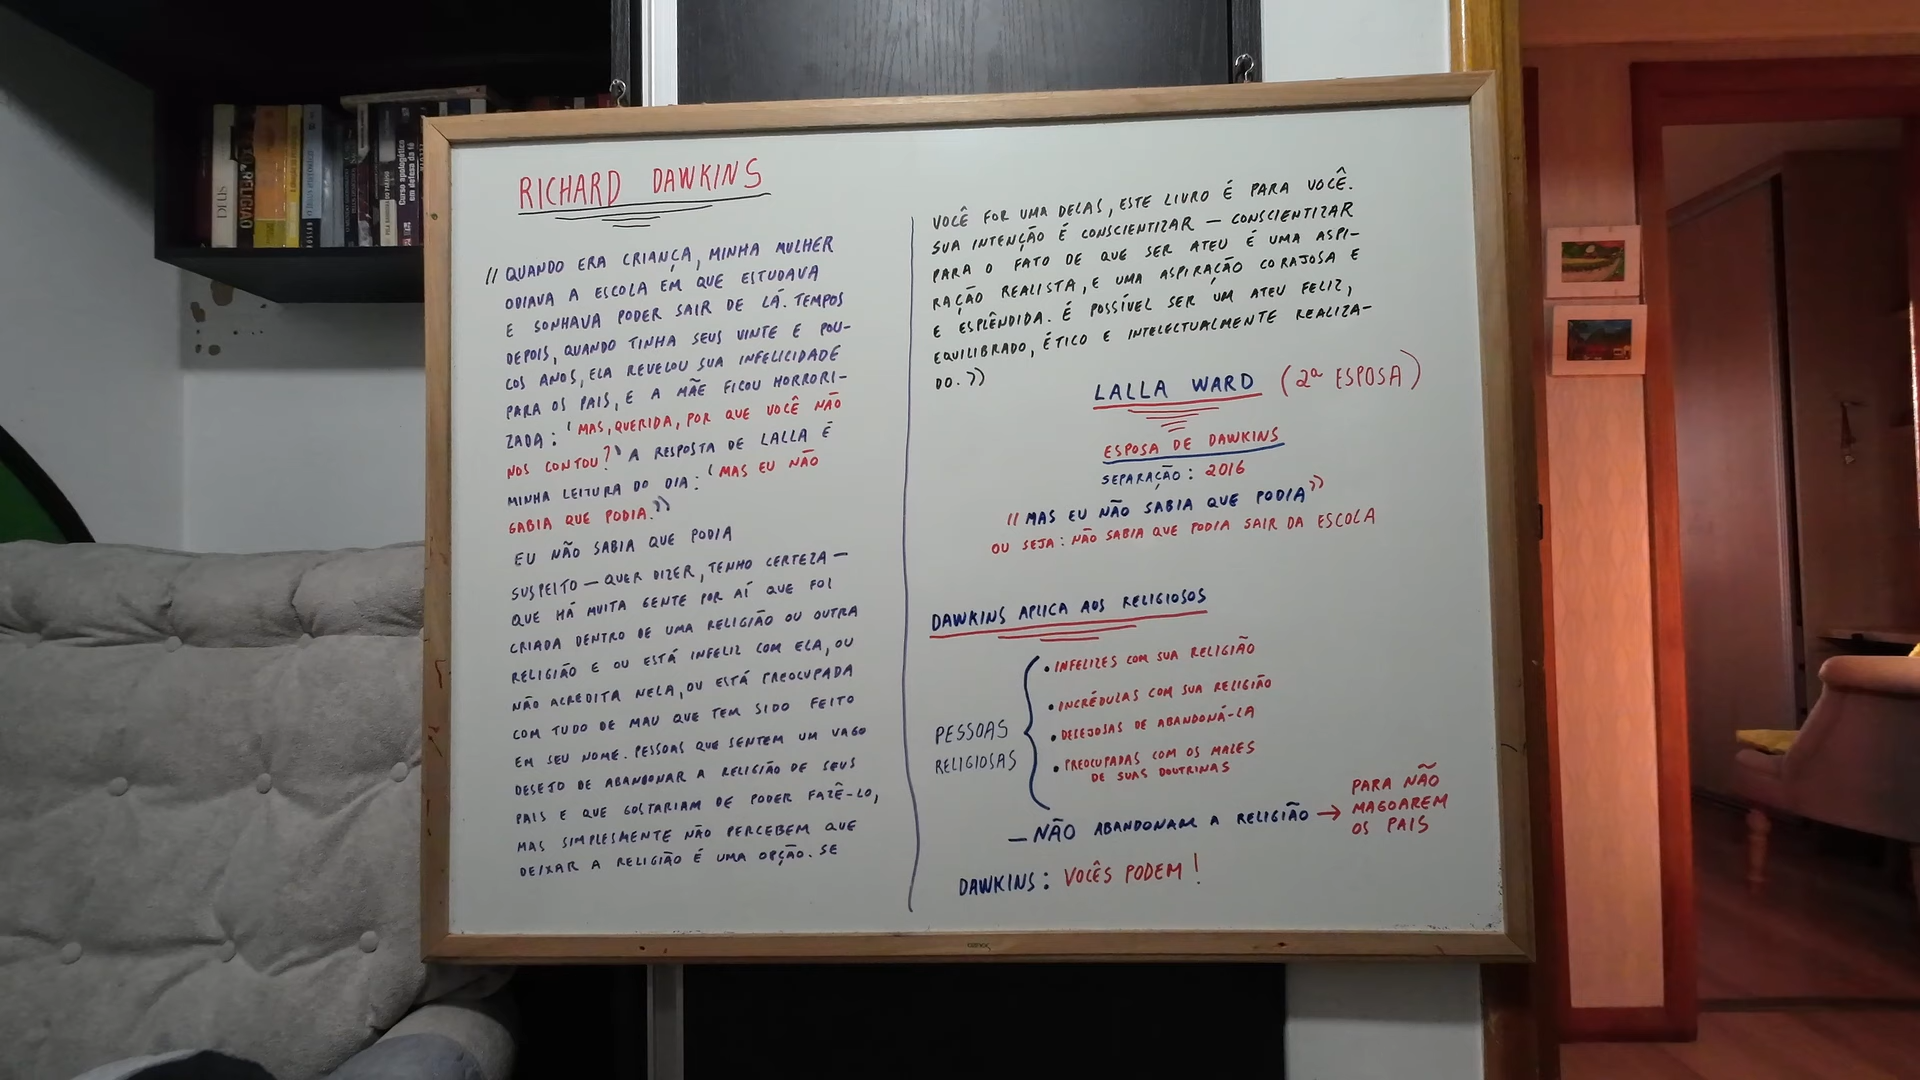 RICHARD DAWKINS
"QUANDO ERA CRIANÇA, MINHA MULHER
ODIAVA A ESCOLA EM QUE ESTUDAVA
E SONHAVA PODER SAIR DE LÁ. TEMPOS
DEPOIS, QUANDO TINHA SEUS VINTE E POU-
COS ANOS, ELA REVELOU SUA INFELICIDADE
PARA OS PAIS, E A MÃE FICOU HORRORI-
ZADA: 'MAS, QUERIDA, POR QUE VOCÊ NÃO
NOS CONTOU?' A RESPOSTA DE LALLA É
MINHA LEITURA DO DIA: 'MAS EU NÃO
SABIA QUE PODIA.'"
EU NÃO SABIA QUE PODIA
SUSPEITO — QUER DIZER, TENHO CERTEZA —
QUE HÁ MUITA GENTE POR AÍ QUE FOI
CRIADA DENTRO DE UMA RELIGIÃO OU OUTRA
RELIGIÃO E OU ESTÁ INFELIZ COM ELA, OU
NÃO ACREDITA NELA, OU ESTÁ PREOCUPADA
COM TUDO DE MAU QUE TEM SIDO FEITO
EM SEU NOME. PESSOAS QUE SENTEM UM VAGO
DESEJO DE ABANDONAR A RELIGIÃO DE SEUS
PAIS E QUE GOSTARIAM DE PODER FAZÊ-LO,
MAS SIMPLESMENTE NÃO PERCEBEM QUE
DEIXAR A RELIGIÃO É UMA OPÇÃO. SE
VOCÊ FOR UMA DELAS, ESTE LIVRO É PARA VOCÊ.
SUA INTENÇÃO É CONSCIENTIZAR — CONSCIENTIZAR
PARA O FATO DE QUE SER ATEU É UMA ASPI-
RAÇÃO REALISTA, E UMA ASPIRAÇÃO CORAJOSA E
E ESPLÊNDIDA. É POSSÍVEL SER UM ATEU FELIZ,
EQUILIBRADO, ÉTICO E INTELECTUALMENTE REALIZA-
DO."
LALLA WARD (2ª ESPOSA)
ESPOSA DE DAWKINS
SEPARAÇÃO: 2016
"MAS EU NÃO SABIA QUE PODIA"
OU SEJA: NÃO SABIA QUE PODIA SAIR DA ESCOLA
DAWKINS APLICA AOS RELIGIOSOS
PESSOAS
RELIGIOSAS
• INFELIZES COM SUA RELIGIÃO
• INCRÉDULAS COM SUA RELIGIÃO
• DESEJOSAS DE ABANDONÁ-LA
• PREOCUPADAS COM OS MALES
DE SUAS DOUTRINAS
— NÃO ABANDONAM A RELIGIÃO → PARA NÃO
MAGOAREM
OS PAIS
DAWKINS: VOCÊS PODEM!
DEUS
RELIGIÃO
Curso apologética
em defesa da fé